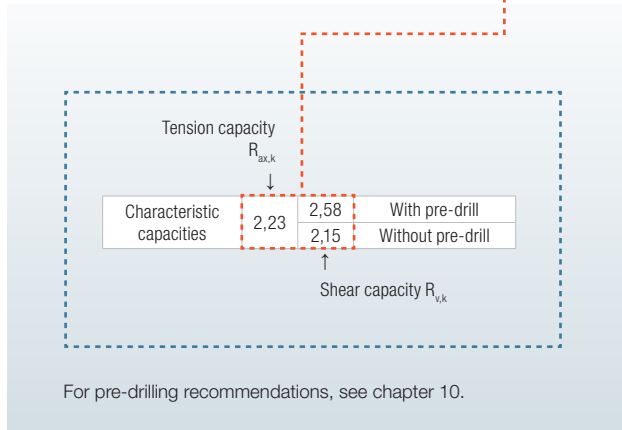 Tension capacity
R_ax,k
↓
Characteristic capacities 2,23 2,58 With pre-drill
2,15 Without pre-drill
↑
Shear capacity R_v,k
For pre-drilling recommendations, see chapter 10.